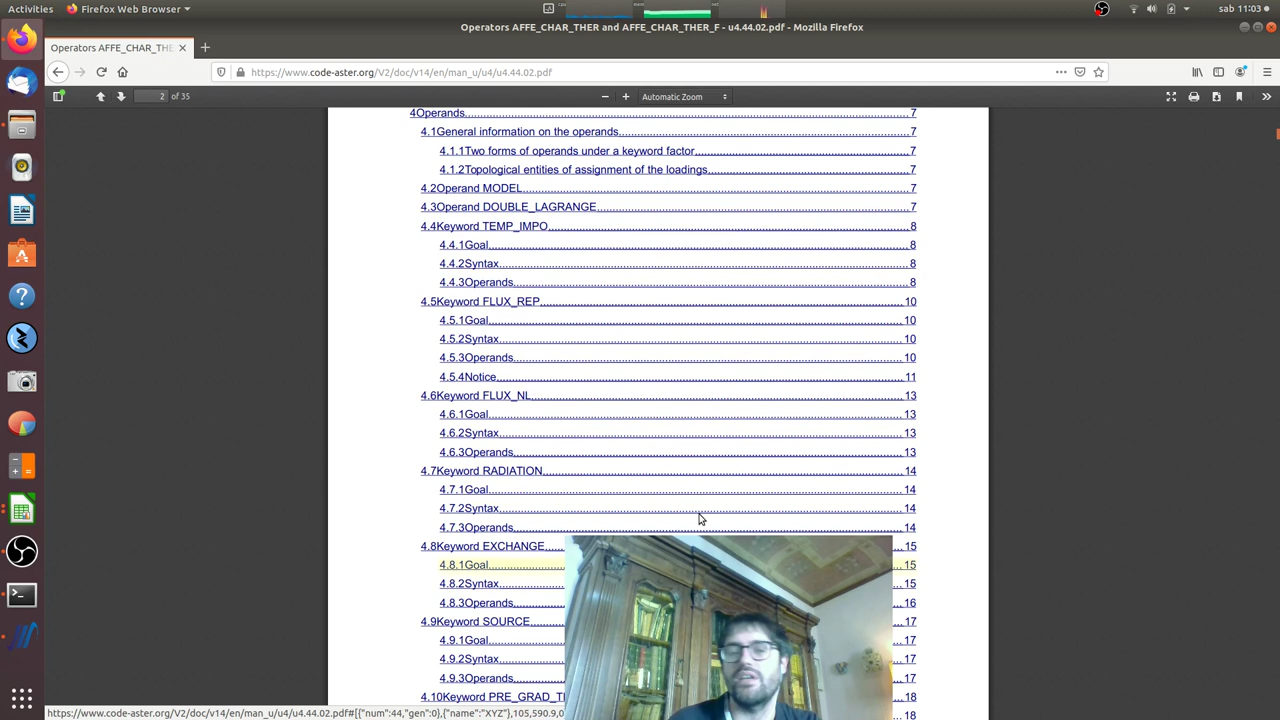 Activities
Firefox Web Browser
sab 11:03
Operators AFFE_CHAR_THER and AFFE_CHAR_THER_F - u4.44.02.pdf - Mozilla Firefox
Operators AFFE_CHAR_THE
https://www.code-aster.org/V2/doc/v14/en/man_u/u4/u4.44.02.pdf
2 of 35
Automatic Zoom
4Operands 7
4.1General information on the operands 7
4.1.1Two forms of operands under a keyword factor 7
4.1.2Topological entities of assignment of the loadings 7
4.2Operand MODEL 7
4.3Operand DOUBLE_LAGRANGE 7
4.4Keyword TEMP_IMPO 8
4.4.1Goal 8
4.4.2Syntax 8
4.4.3Operands 8
4.5Keyword FLUX_REP 10
4.5.1Goal 10
4.5.2Syntax 10
4.5.3Operands 10
4.5.4Notice 11
4.6Keyword FLUX_NL 13
4.6.1Goal 13
4.6.2Syntax 13
4.6.3Operands 13
4.7Keyword RADIATION 14
4.7.1Goal 14
4.7.2Syntax 14
4.7.3Operands 14
4.8Keyword EXCHANGE 15
4.8.1Goal 15
4.8.2Syntax 15
4.8.3Operands 16
4.9Keyword SOURCE 17
4.9.1Goal 17
4.9.2Syntax 17
4.9.3Operands 17
4.10Keyword PRE_GRAD_T 18
18
https://www.code-aster.org/V2/doc/v14/en/man_u/u4/u4.44.02.pdf#[{"num":44,"gen":0},{"name":"XYZ"},105,590.9,0